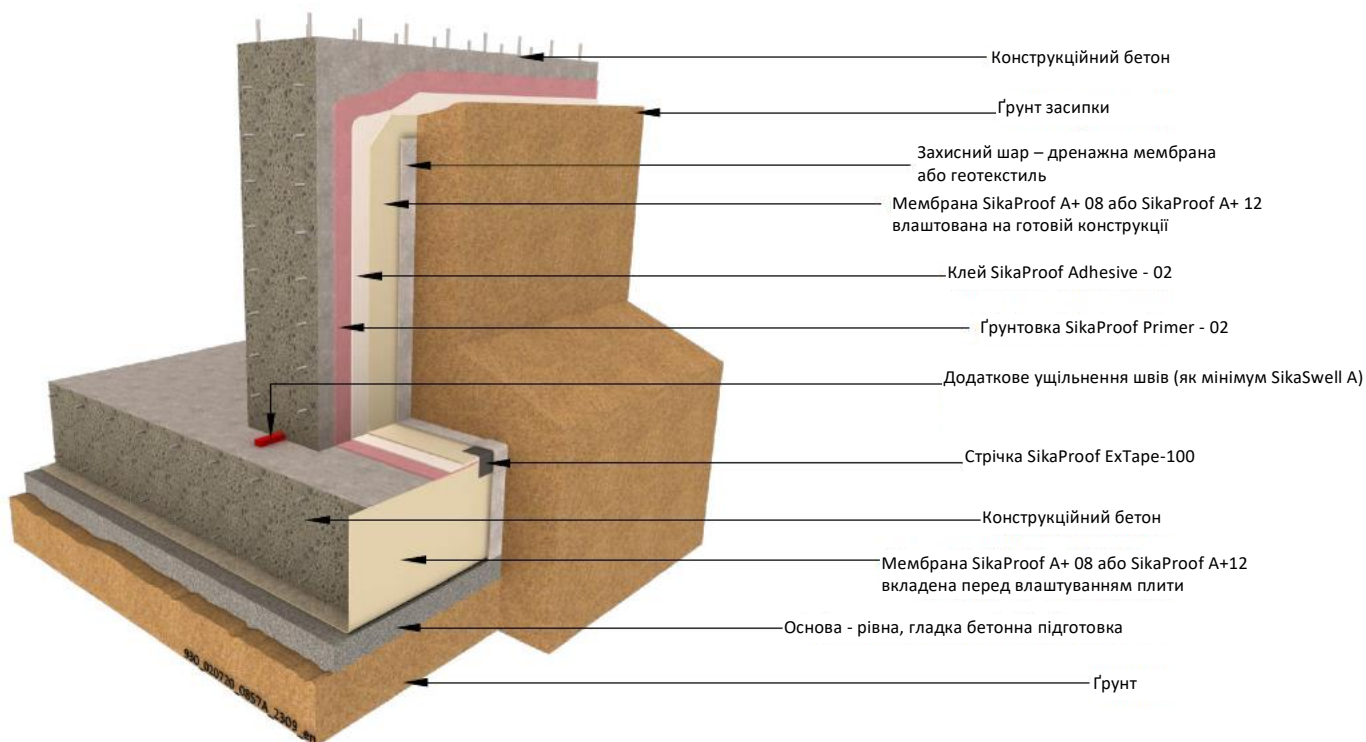 Конструкційний бетон
Ґрунт засипки
Захисний шар – дренажна мембрана
або геотекстиль
Мембрана SikaProof A+ 08 або SikaProof A+ 12
влаштована на готовій конструкції
Клей SikaProof Adhesive - 02
Ґрунтовка SikaProof Primer - 02
Додаткове ущільнення швів (як мінімум SikaSwell A)
Стрічка SikaProof ExTape-100
Конструкційний бетон
Мембрана SikaProof A+ 08 або SikaProof A+12
вкладена перед влаштуванням плити
Основа - рівна, гладка бетонна підготовка
Ґрунт
930_020720_0857A_2309_en